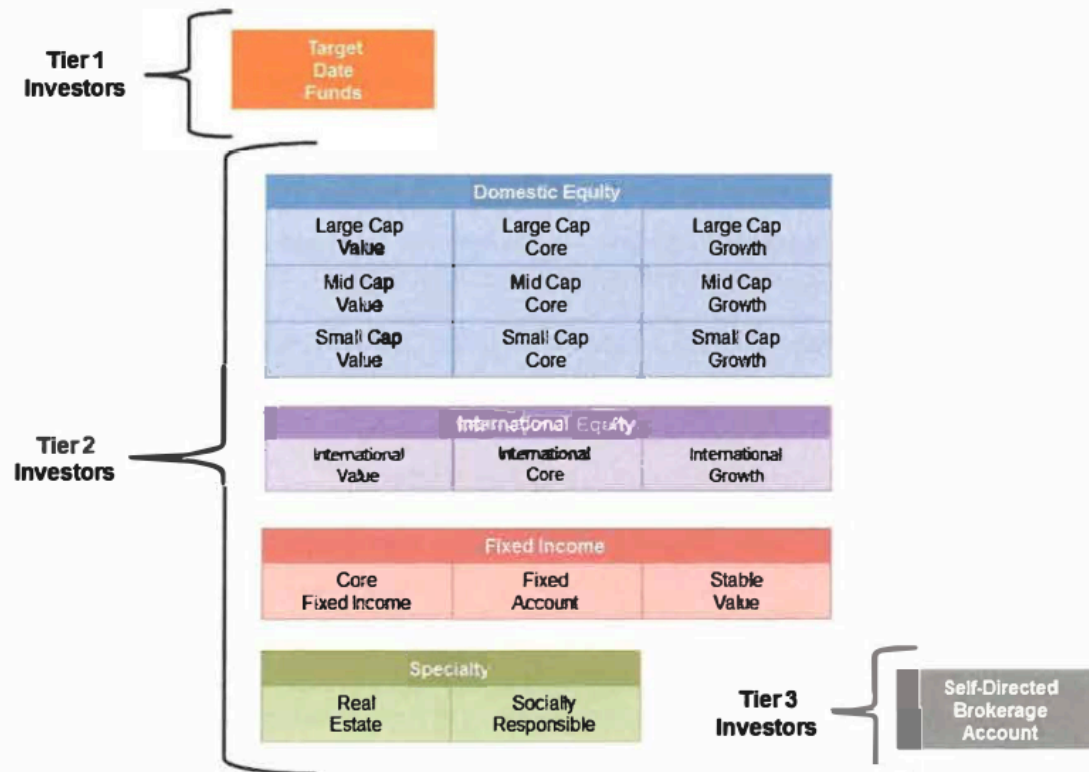 Tier 1
Investors
Target
Date
Funds
Tier 2
Investors
Domestic Equity
Large Cap
Value
Large Cap
Core
Large Cap
Growth
Mid Cap
Value
Mid Cap
Core
Mid Cap
Growth
Small Cap
Value
Small Cap
Core
Small Cap
Growth
International Equity
International
Value
International
Core
International
Growth
Fixed Income
Core
Fixed Income
Fixed
Account
Stable
Value
Specialty
Real
Estate
Socially
Responsible
Tier 3
Investors
Self-Directed
Brokerage
Account